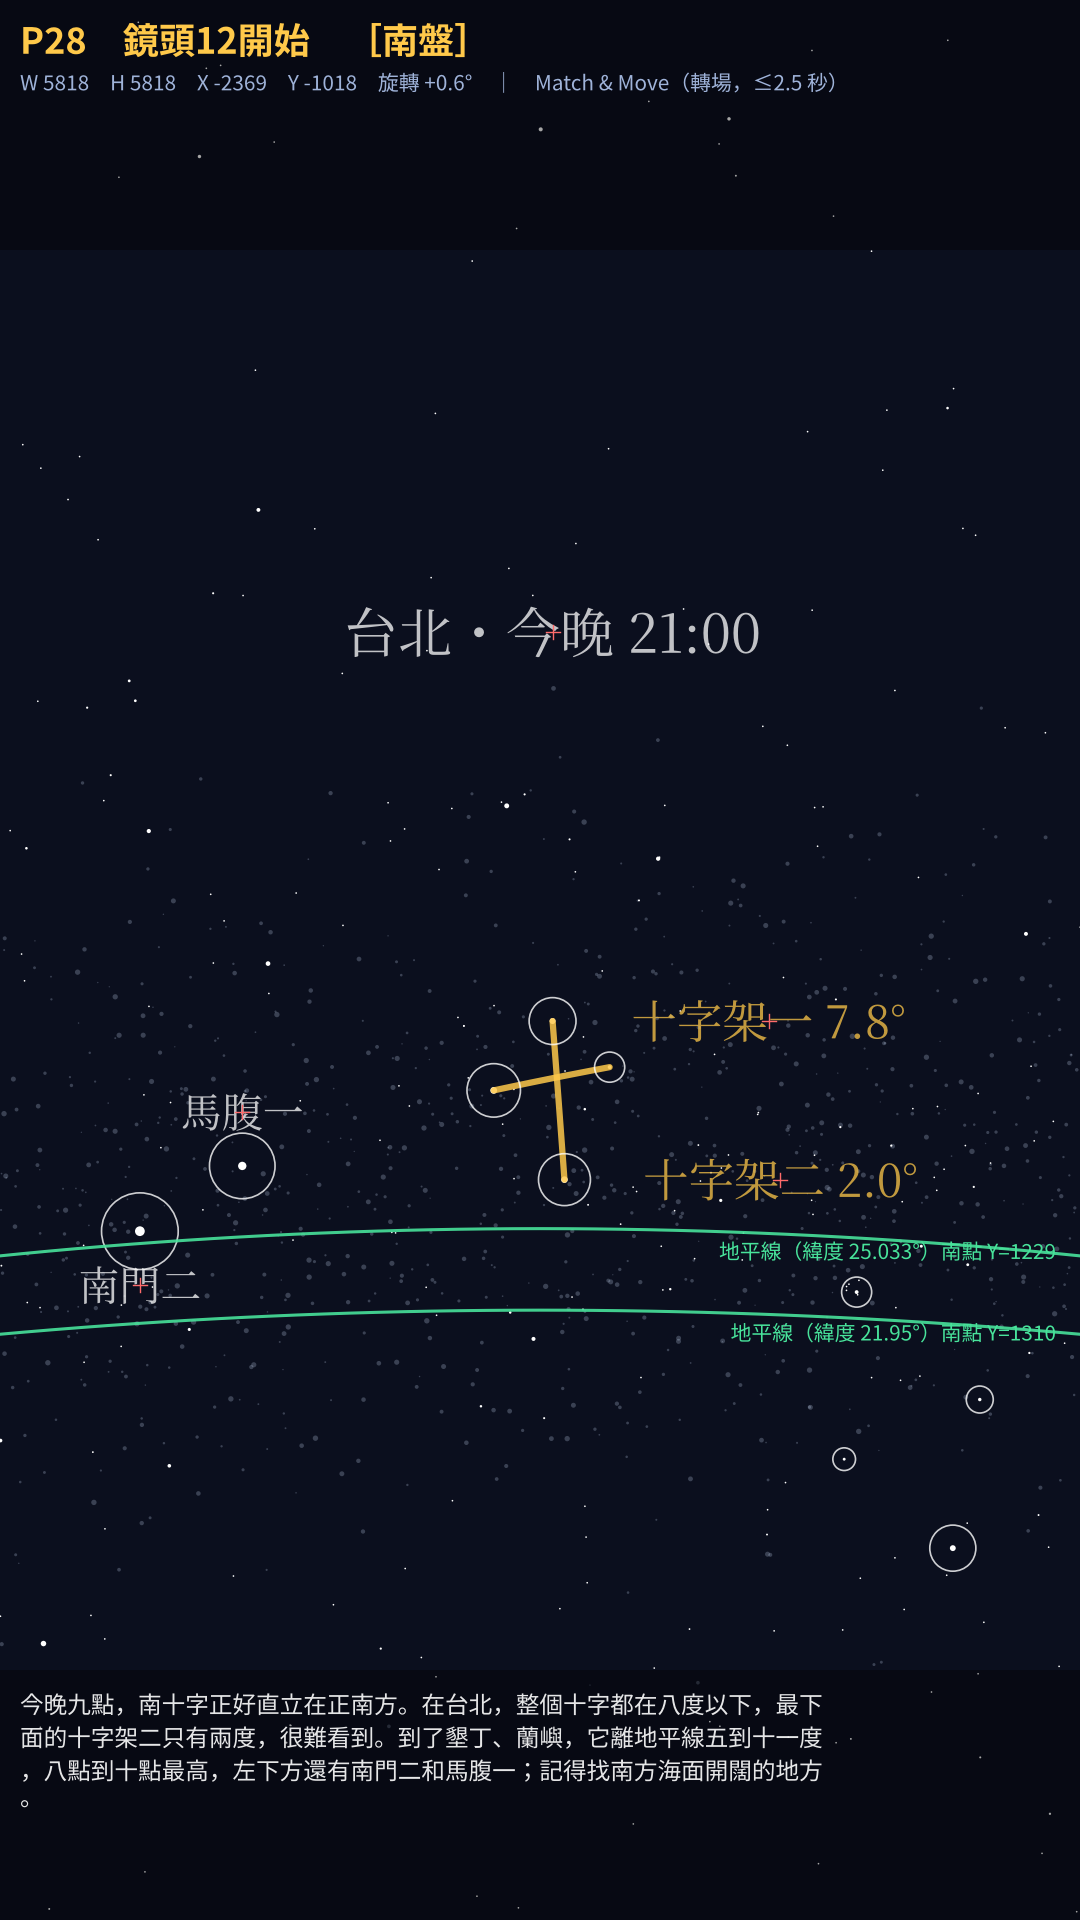 P28　鏡頭12開始　［南盤］
W 5818　H 5818　X -2369　Y -1018　旋轉 +0.6°　｜　Match & Move（轉場，≤2.5 秒）
台北・今晚 21:00
十字架一 7.8°
馬腹一
十字架二 2.0°
地平線（緯度 25.033°）南點 Y=1229
南門二
地平線（緯度 21.95°）南點 Y=1310
今晚九點，南十字正好直立在正南方。在台北，整個十字都在八度以下，最下
面的十字架二只有兩度，很難看到。到了墾丁、蘭嶼，它離地平線五到十一度
，八點到十點最高，左下方還有南門二和馬腹一；記得找南方海面開闊的地方
。